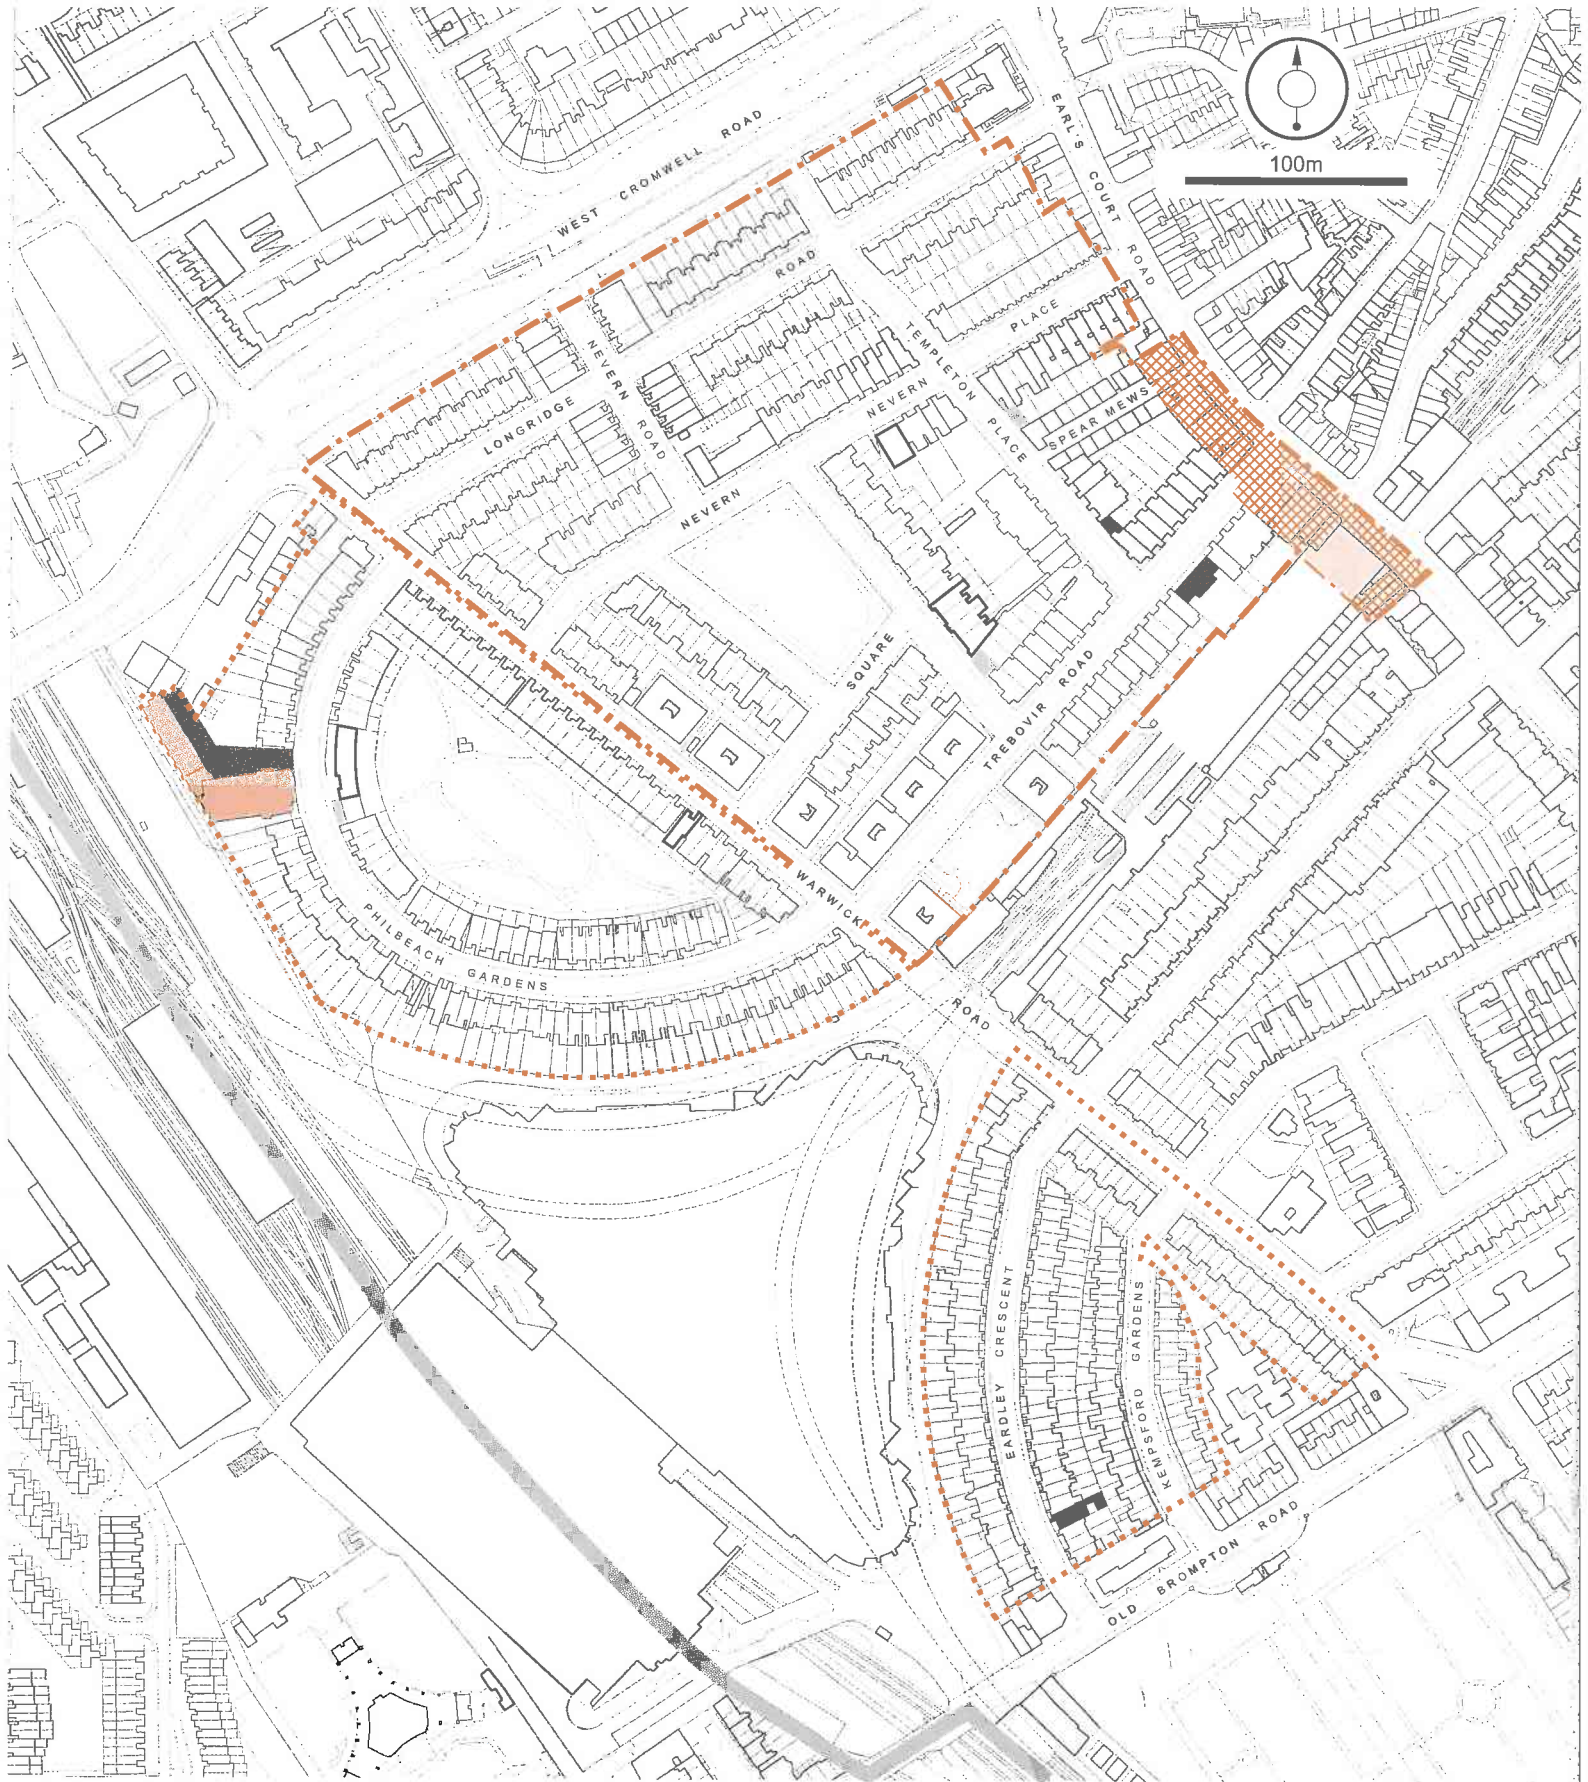 100m
WEST CROMWELL ROAD
EARL'S COURT ROAD
LONGRIDGE ROAD
NEVERN ROAD
TEMPLETON PLACE
NEVERN PLACE
SPEAR MEWS
NEVERN SQUARE
TREBOVIR ROAD
WARWICK ROAD
PHILBEACH GARDENS
EARDLEY CRESCENT
KEMPSFORD GARDENS
OLD BROMPTON ROAD